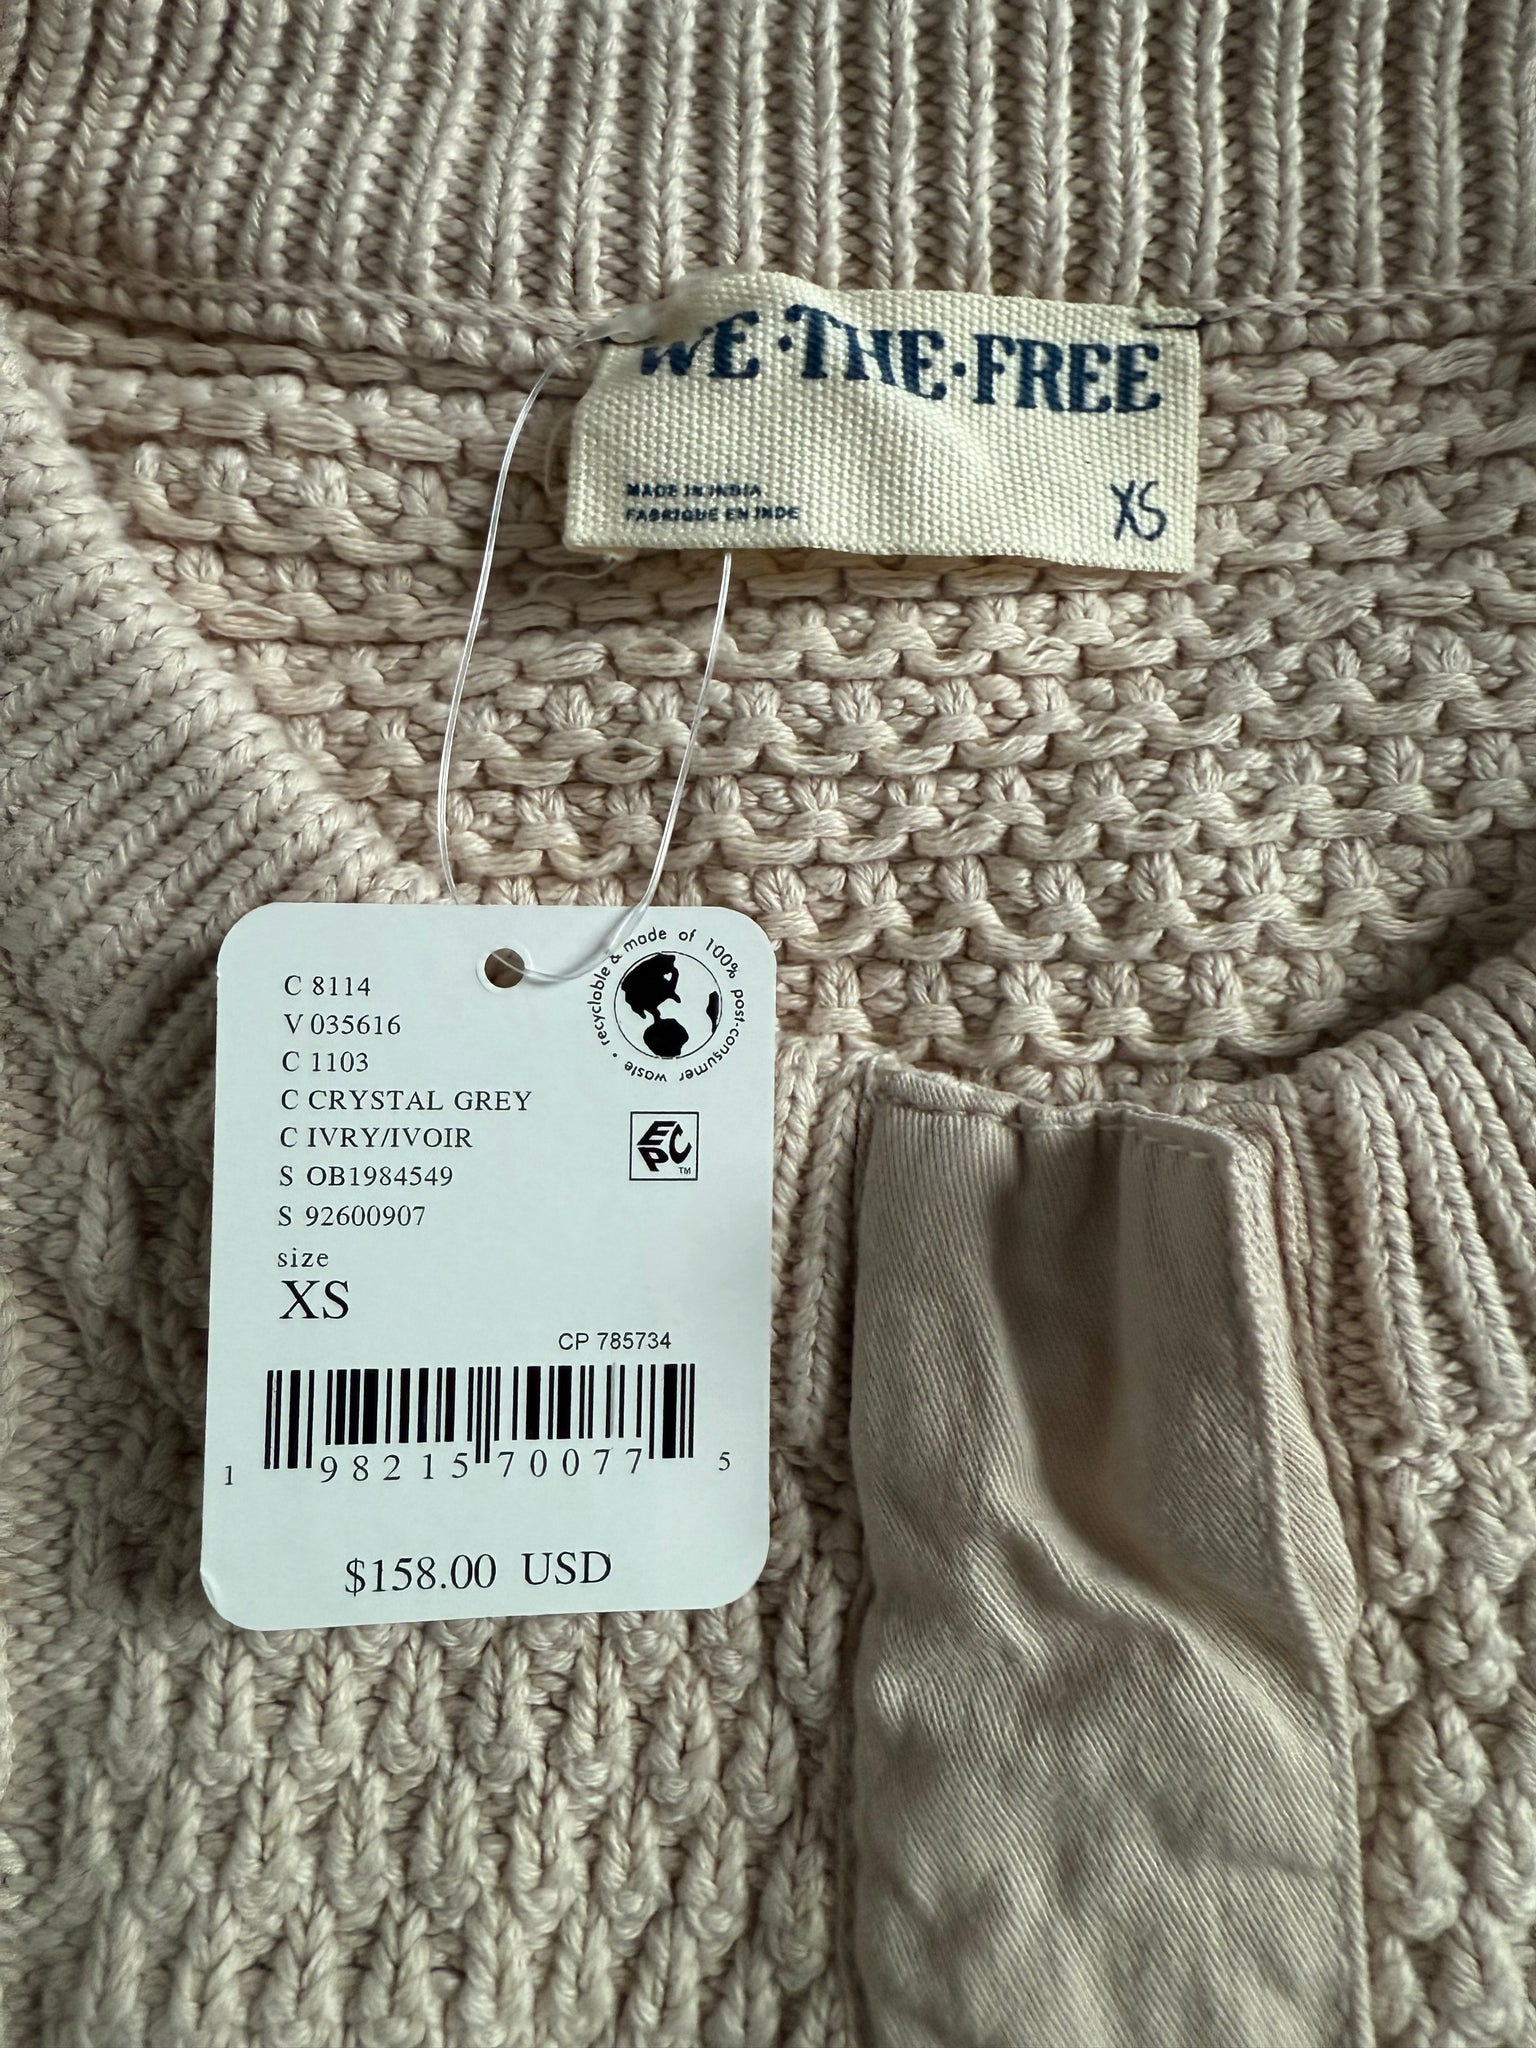 WE·THE·FREE
MADE IN INDIA
FABRIQUE EN INDE
XS
recyclable & made of 100% post-consumer waste •
C 8114
V 035616
C 1103
C CRYSTAL GREY
C IVRY/IVOIR
S OB1984549
S 92600907
EPC™
size
XS
CP 785734
1 98215 70077 5
$158.00 USD